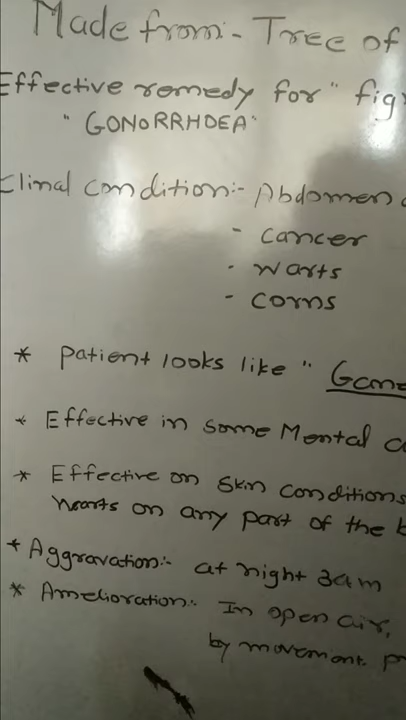 Made from:- Tree of
Effective remedy for " fig
" GONORRHOEA"
Clinal condition:- Abdomen
- cancer
- warts
- corns
* Patient looks like "
* Effective in some Mental
* Effective on skin conditions
on any part of the
* Aggravation:- at night 3am
* Amelioration:- In open air,
by movement